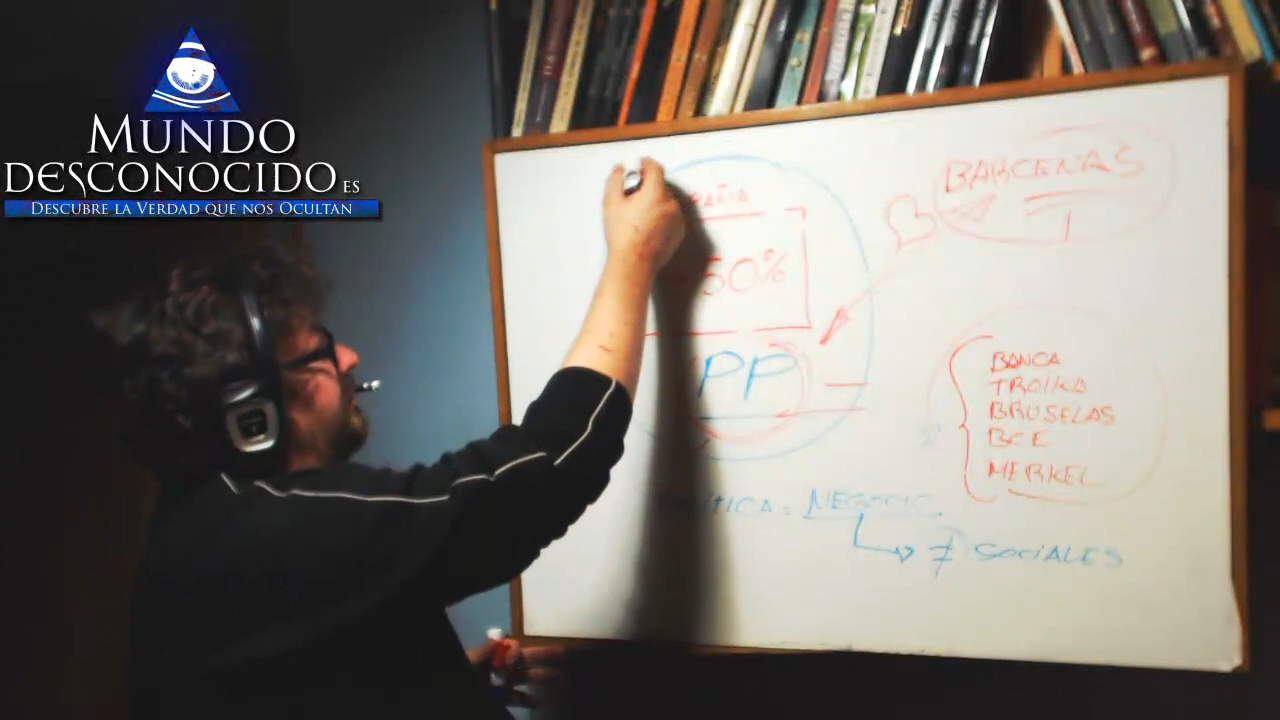 MUNDO
DESCONOCIDO ES
DESCUBRE LA VERDAD QUE NOS OCULTAN
BARCENAS
50%
PP
BANCA
TROIKA
BRUSELAS
BCE
MERKEL
= NEGOCIO
≠ SOCIALES